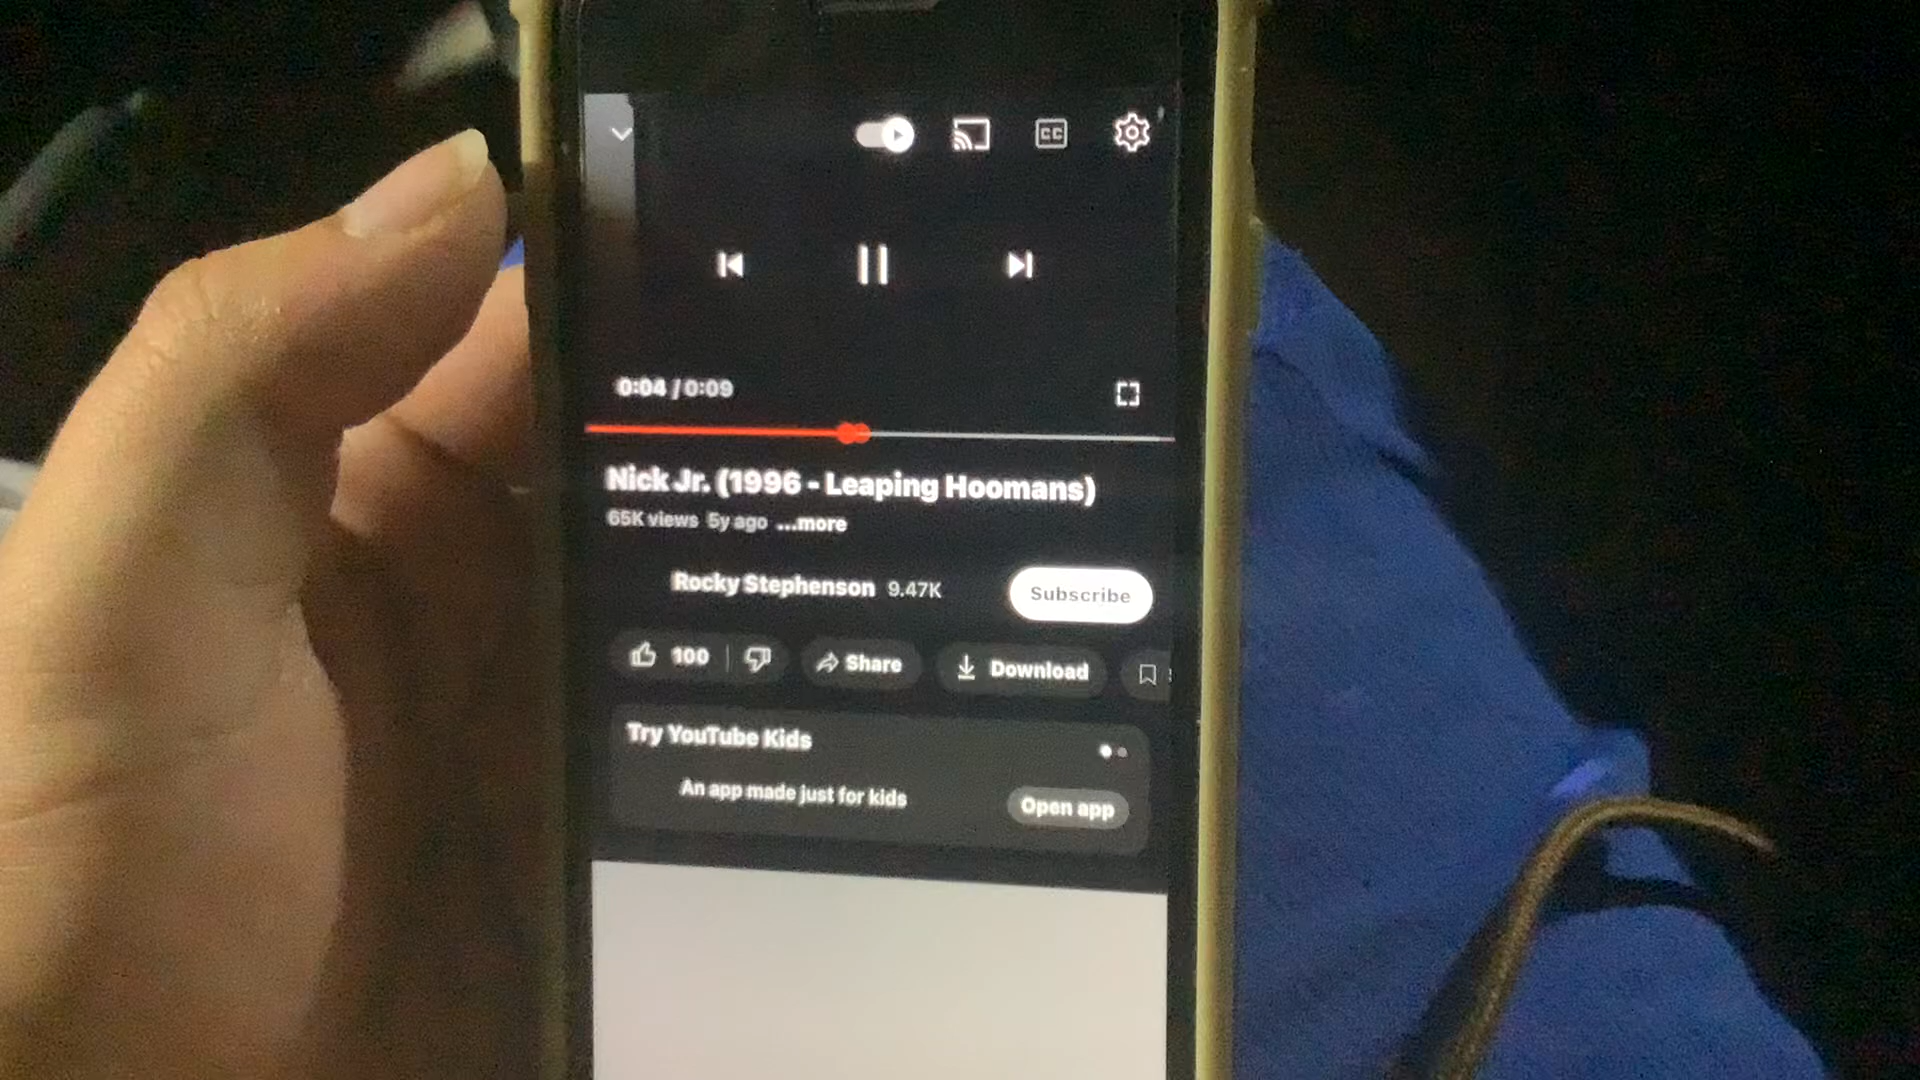 CC
0:04 / 0:09
Nick Jr. (1996 - Leaping Hoomans)
65K views 5y ago ...more
Rocky Stephenson 9.47K
Subscribe
100
Share
Download
Try YouTube Kids
An app made just for kids
Open app